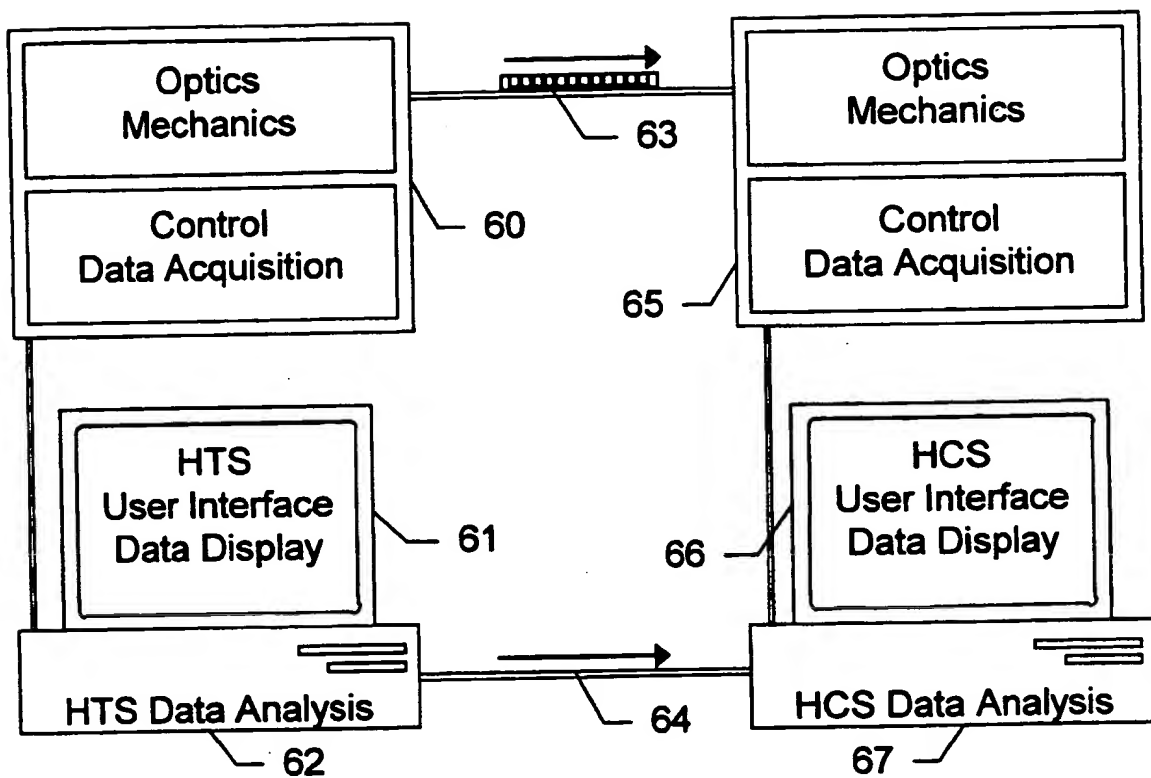 Optics
Mechanics
Control
Data Acquisition
60
63
Optics
Mechanics
Control
Data Acquisition
65
HTS
User Interface
Data Display
61
HTS Data Analysis
62
64
HCS
User Interface
Data Display
66
HCS Data Analysis
67